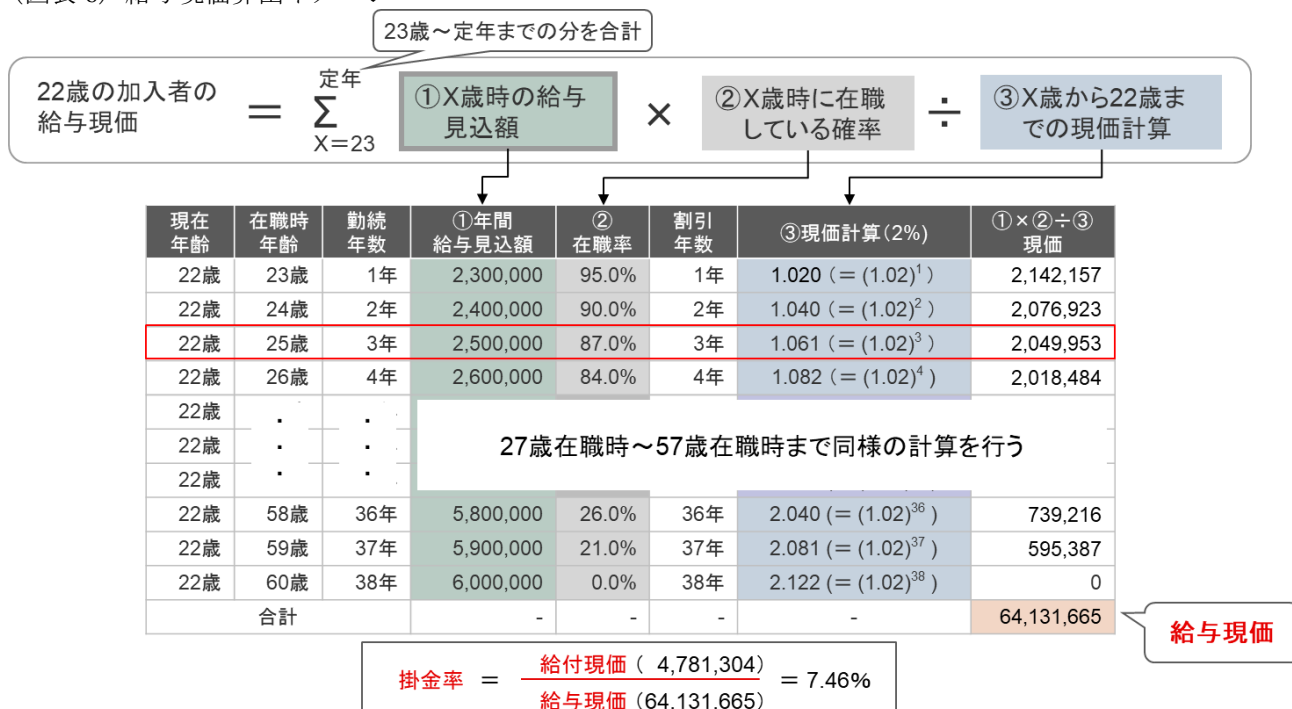 23歳～定年までの分を合計
22歳の加入者の
給与現価
＝
定年
Σ
X＝23
①X歳時の給与
見込額
×
②X歳時に在職
している確率
÷
③X歳から22歳ま
での現価計算
現在年齢 在職時年齢 勤続年数 ①年間給与見込額 ②在職率 割引年数 ③現価計算(2%) ①×②÷③現価
22歳 23歳 1年 2,300,000 95.0% 1年 1.020 (＝(1.02)¹) 2,142,157
22歳 24歳 2年 2,400,000 90.0% 2年 1.040 (＝(1.02)²) 2,076,923
22歳 25歳 3年 2,500,000 87.0% 3年 1.061 (＝(1.02)³) 2,049,953
22歳 26歳 4年 2,600,000 84.0% 4年 1.082 (＝(1.02)⁴) 2,018,484
22歳 ・ ・
22歳 ・ ・ 27歳在職時～57歳在職時まで同様の計算を行う
22歳 ・ ・
22歳 58歳 36年 5,800,000 26.0% 36年 2.040 (＝(1.02)³⁶) 739,216
22歳 59歳 37年 5,900,000 21.0% 37年 2.081 (＝(1.02)³⁷) 595,387
22歳 60歳 38年 6,000,000 0.0% 38年 2.122 (＝(1.02)³⁸) 0
合計 - - - - 64,131,665
給与現価
掛金率 ＝ 給付現価 ( 4,781,304) ＝ 7.46%
給与現価 (64,131,665)